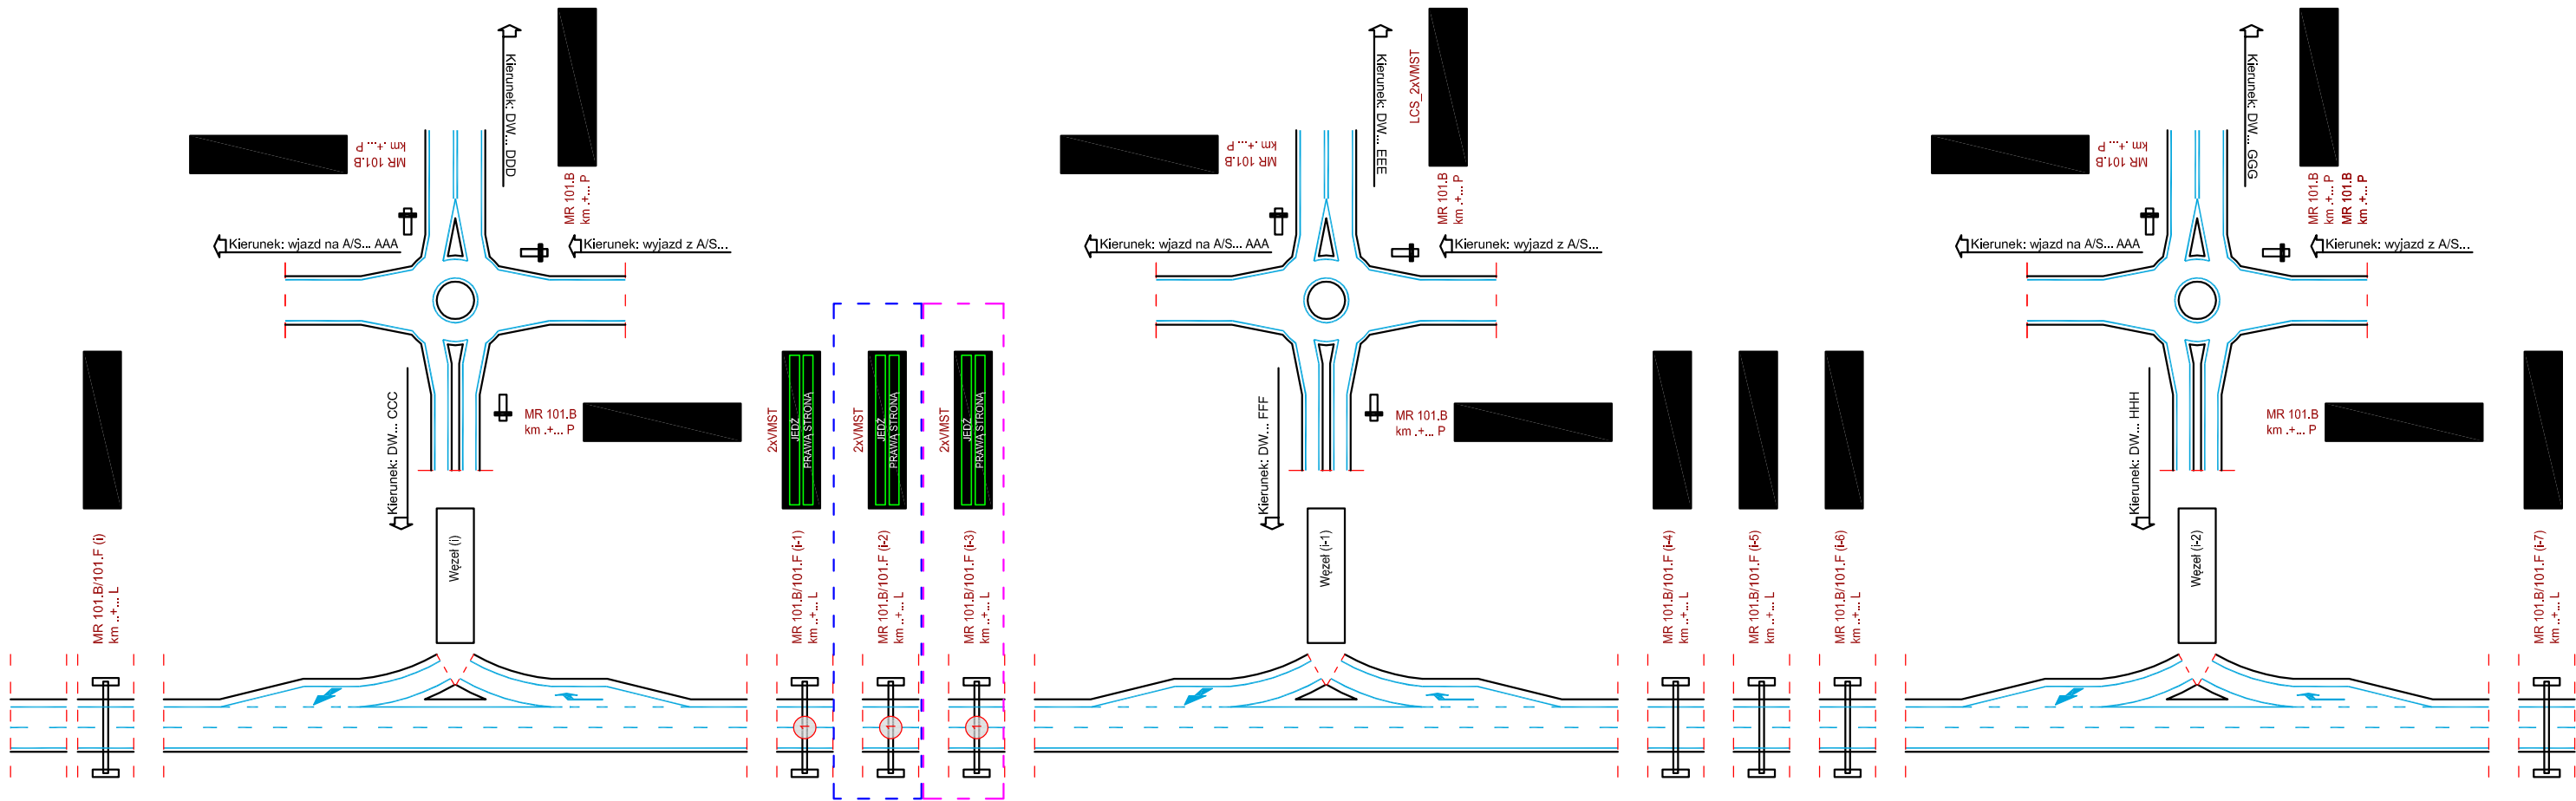 Kierunek: DW... DDD
MR 101.B
km .+... P
MR 101.B
km .+... P
Kierunek: wjazd na A/S... AAA
Kierunek: wyjazd z A/S...
Kierunek: DW... CCC
MR 101.B
km .+... P
Węzeł (i)
MR 101.B/101.F (i)
km ..+... L
2xVMST
JEDŹ
PRAWĄ STRONĄ
MR 101.B/101.F (i-1)
km ..+... L
1
2xVMST
JEDŹ
PRAWĄ STRONĄ
MR 101.B/101.F (i-2)
km ..+... L
1
2xVMST
JEDŹ
PRAWĄ STRONĄ
MR 101.B/101.F (i-3)
km ..+... L
1
Kierunek: DW... EEE
LCS_2xVMST
MR 101.B
km .+... P
MR 101.B
km .+... P
Kierunek: wjazd na A/S... AAA
Kierunek: wyjazd z A/S...
Kierunek: DW... FFF
MR 101.B
km .+... P
Węzeł (i-1)
MR 101.B/101.F (i-4)
km ..+... L
MR 101.B/101.F (i-5)
km ..+... L
MR 101.B/101.F (i-6)
km ..+... L
Kierunek: DW... GGG
MR 101.B
km .+... P
MR 101.B
km .+... P
MR 101.B
km .+... P
Kierunek: wjazd na A/S... AAA
Kierunek: wyjazd z A/S...
Kierunek: DW... HHH
MR 101.B
km .+... P
Węzeł (i-2)
MR 101.B/101.F (i-7)
km ..+... L